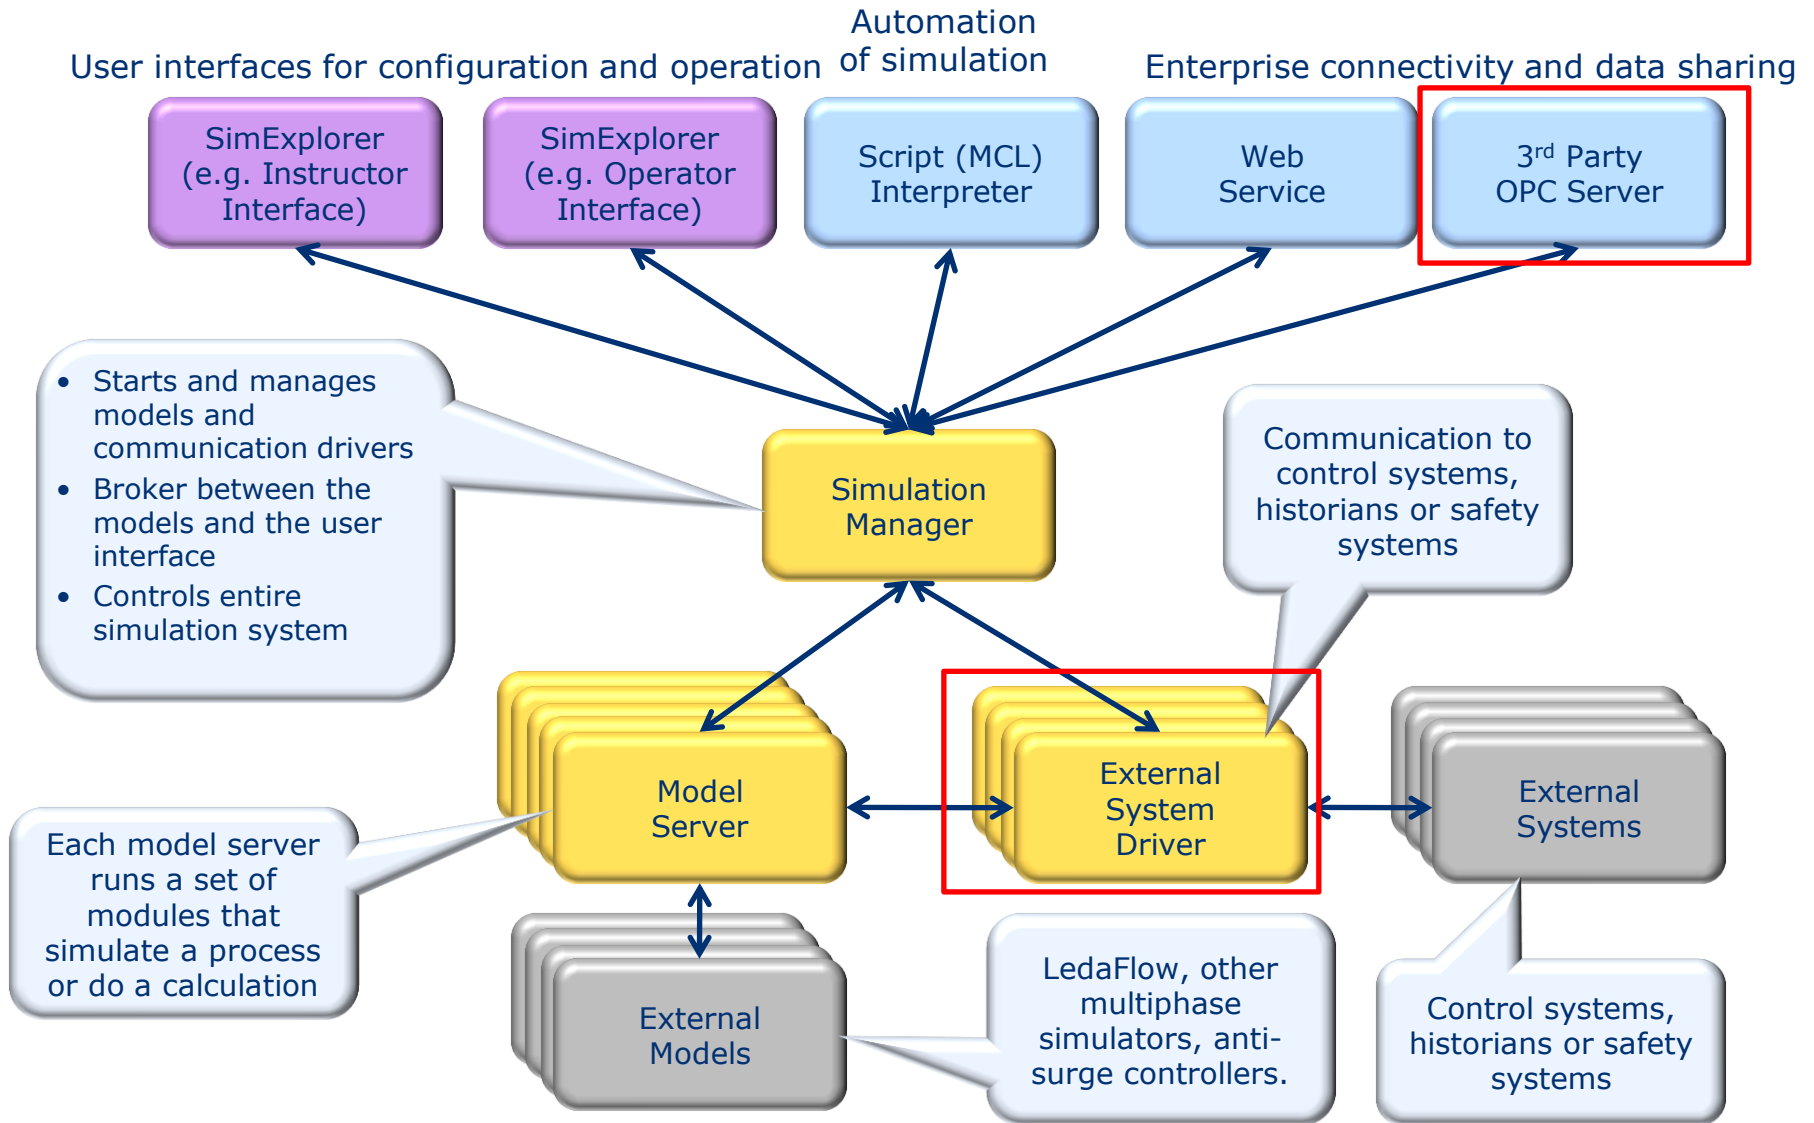 Automation
of simulation
User interfaces for configuration and operation
Enterprise connectivity and data sharing
SimExplorer
(e.g. Instructor
Interface)
SimExplorer
(e.g. Operator
Interface)
Script (MCL)
Interpreter
Web
Service
3rd Party
OPC Server
• Starts and manages
models and
communication drivers
• Broker between the
models and the user
interface
• Controls entire
simulation system
Simulation
Manager
Communication to
control systems,
historians or safety
systems
Model
Server
External
System
Driver
External
Systems
Each model server
runs a set of
modules that
simulate a process
or do a calculation
External
Models
LedaFlow, other
multiphase
simulators, anti-
surge controllers.
Control systems,
historians or safety
systems